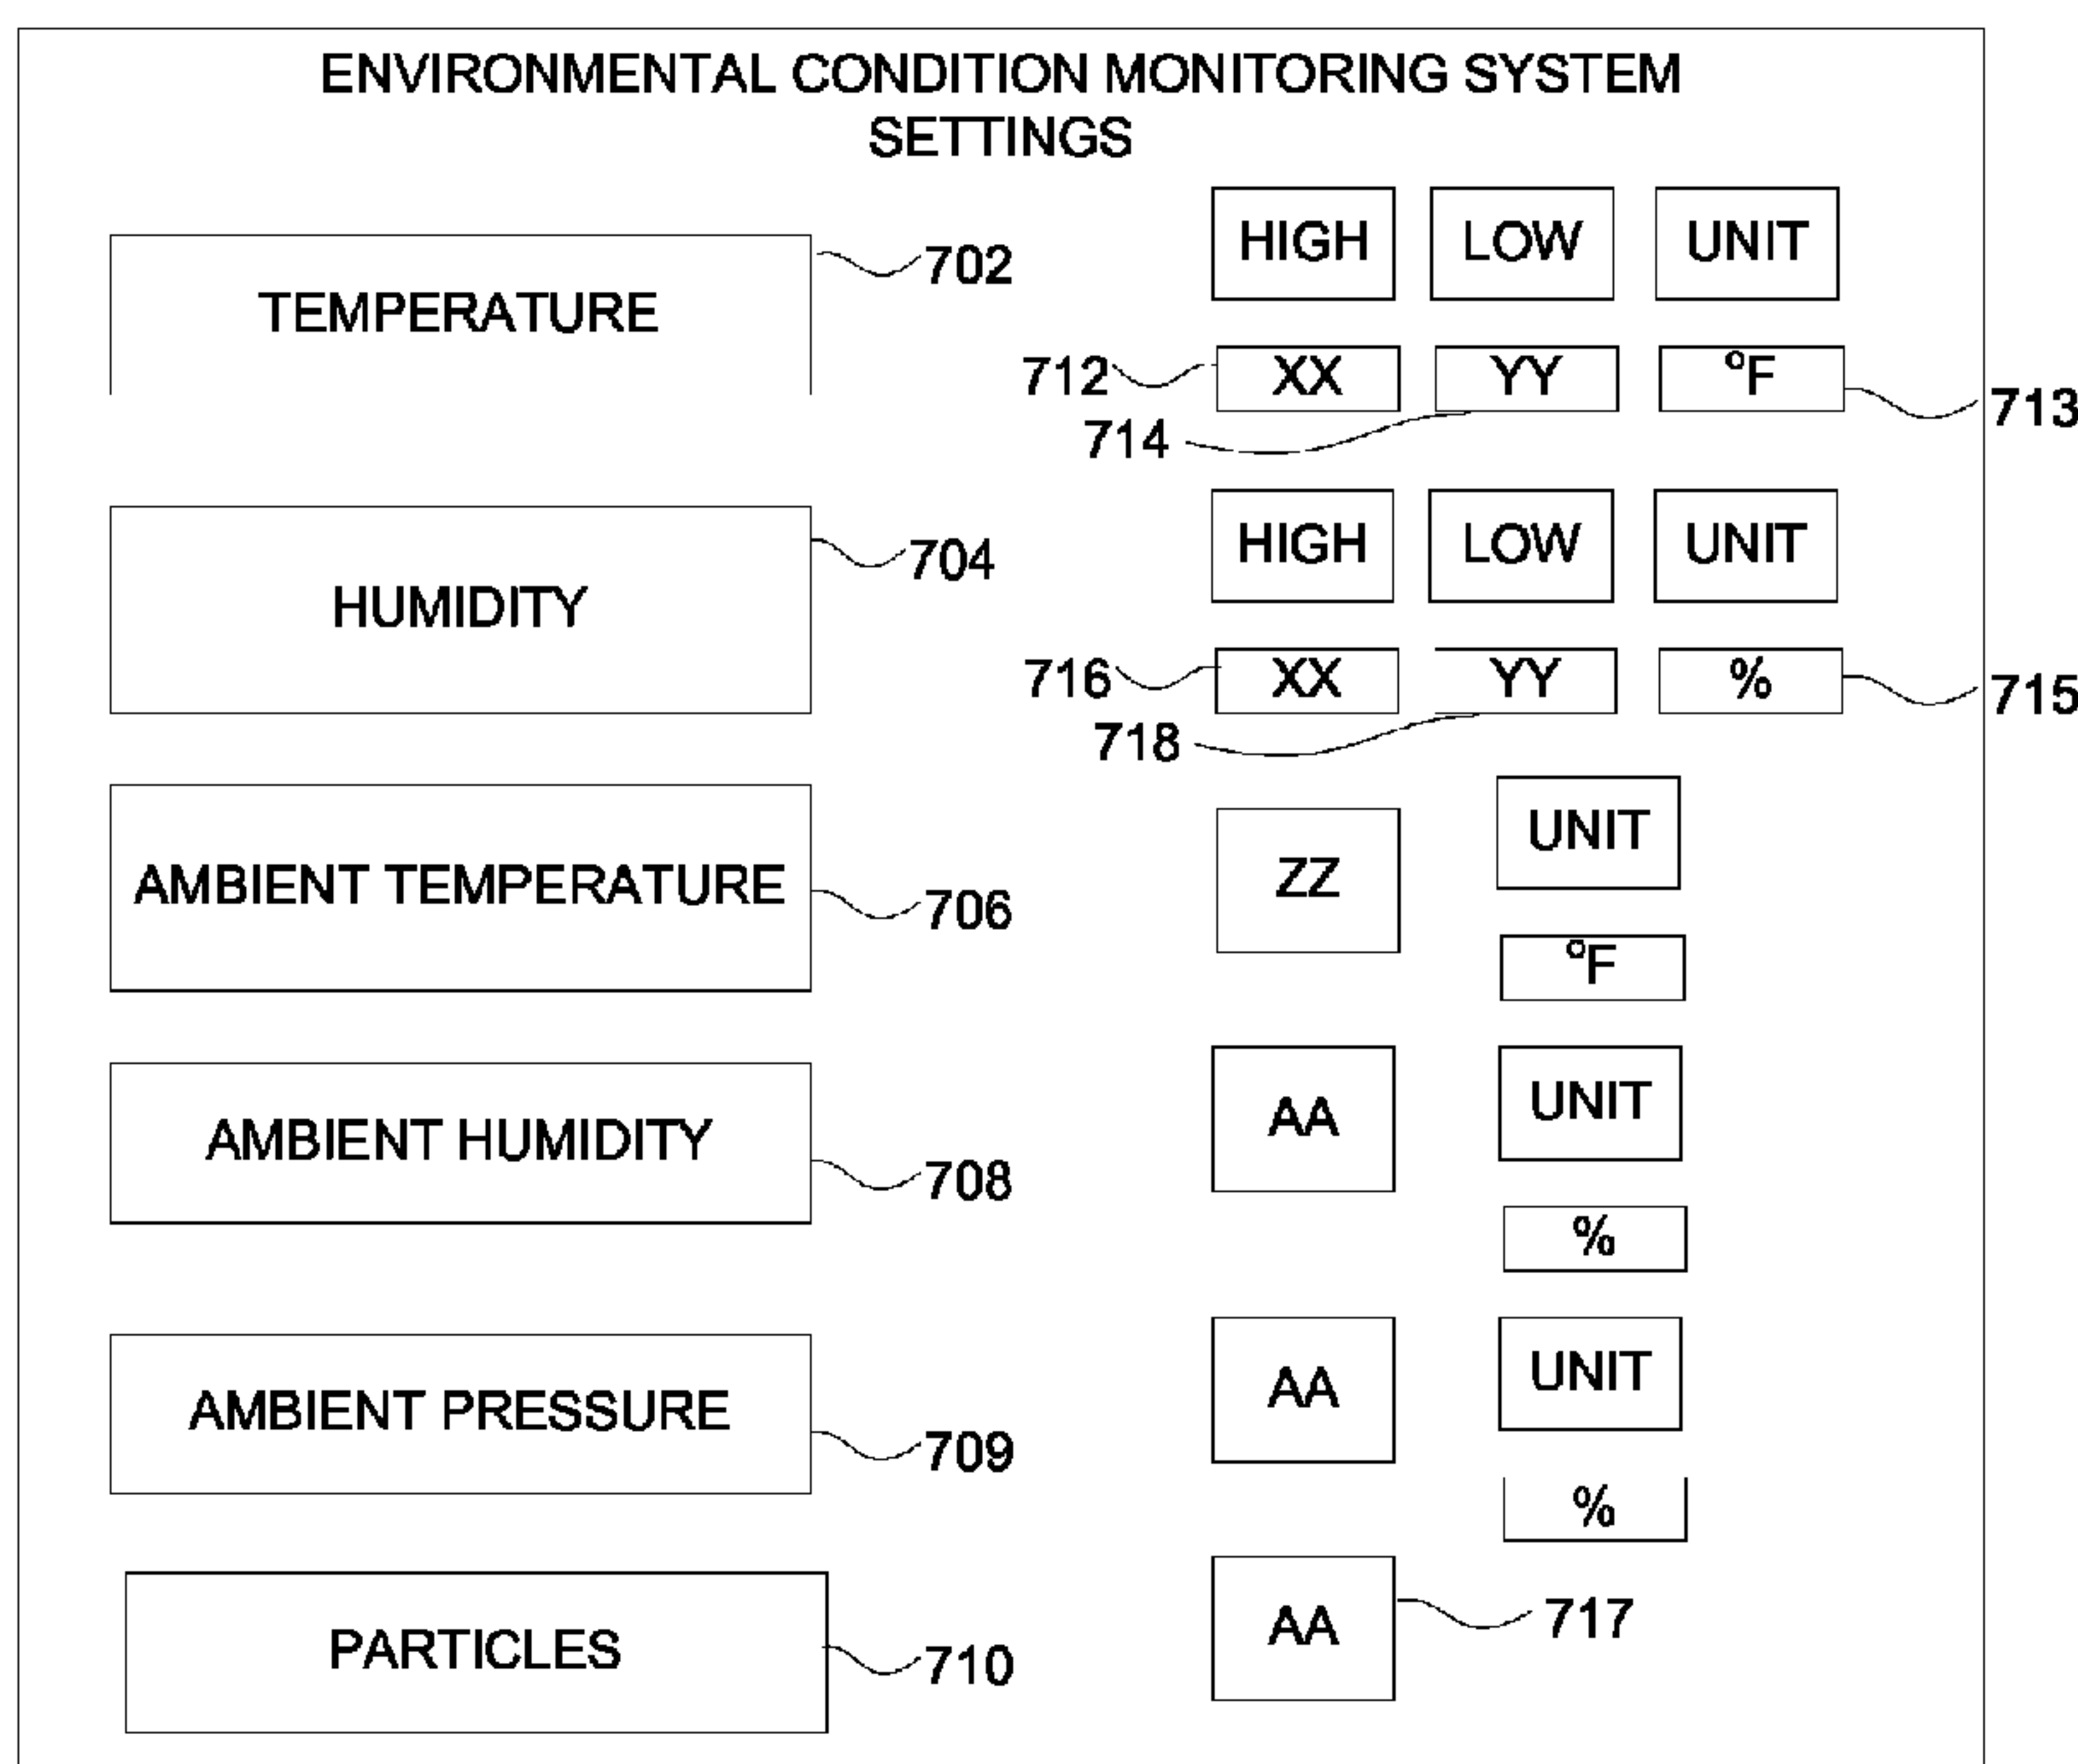 ENVIRONMENTAL CONDITION MONITORING SYSTEM
SETTINGS
HIGH LOW UNIT
702
TEMPERATURE
712 XX YY °F 713
714
HIGH LOW UNIT
704
HUMIDITY
716 XX YY % 715
718
UNIT
AMBIENT TEMPERATURE ZZ
706
°F
AMBIENT HUMIDITY AA UNIT
708
%
AMBIENT PRESSURE AA UNIT
709
%
PARTICLES AA 717
710